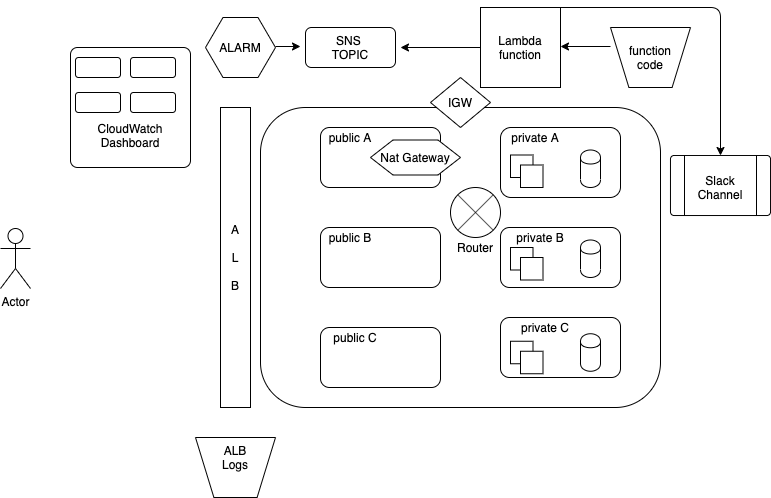 ALARM
SNS
TOPIC
Lambda
function
function
code
CloudWatch
Dashboard
IGW
public A
Nat Gateway
private A
Slack
Channel
A
L
B
public B
Router
private B
Actor
public C
private C
ALB
Logs